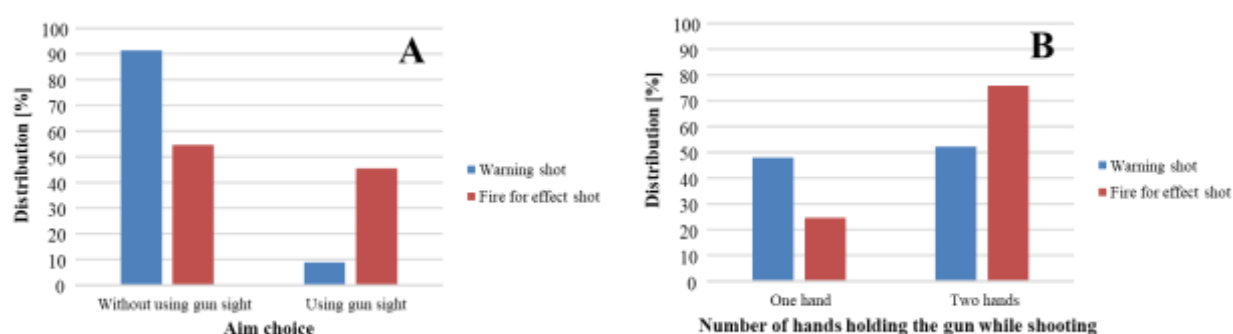 A
Distribution [%]
100
90
80
70
60
50
40
30
20
10
0
Without using gun sight
Using gun sight
Aim choice
Warning shot
Fire for effect shot
B
Distribution [%]
100
90
80
70
60
50
40
30
20
10
0
One hand
Two hands
Number of hands holding the gun while shooting
Warning shot
Fire for effect shot